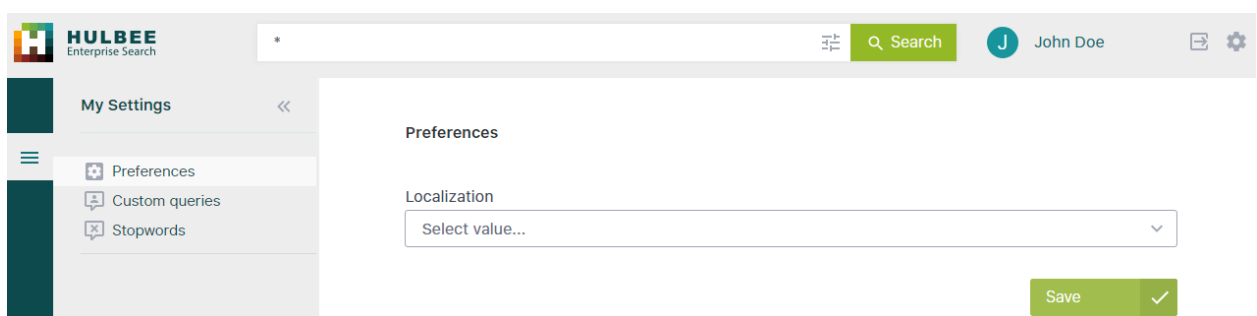 HULBEE
Enterprise Search
*
Search
J
John Doe
My Settings
Preferences
Custom queries
Stopwords
Preferences
Localization
Select value...
Save